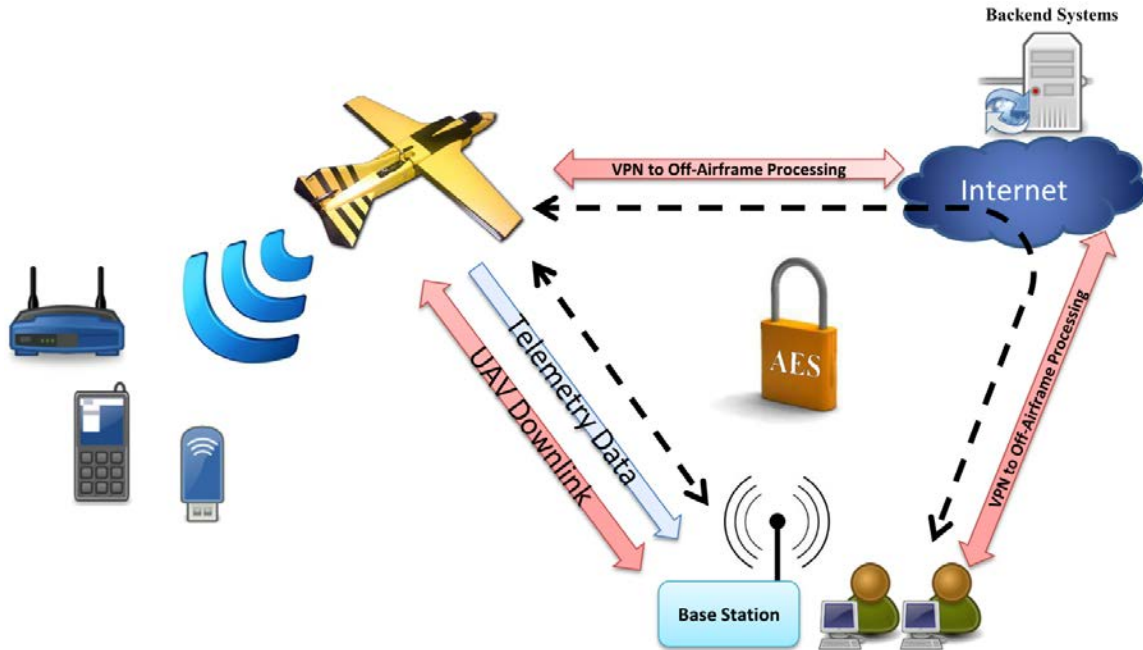 Backend Systems
VPN to Off-Airframe Processing
Internet
AES
Telemetry Data
UAV Downlink
VPN to Off-Airframe Processing
Base Station